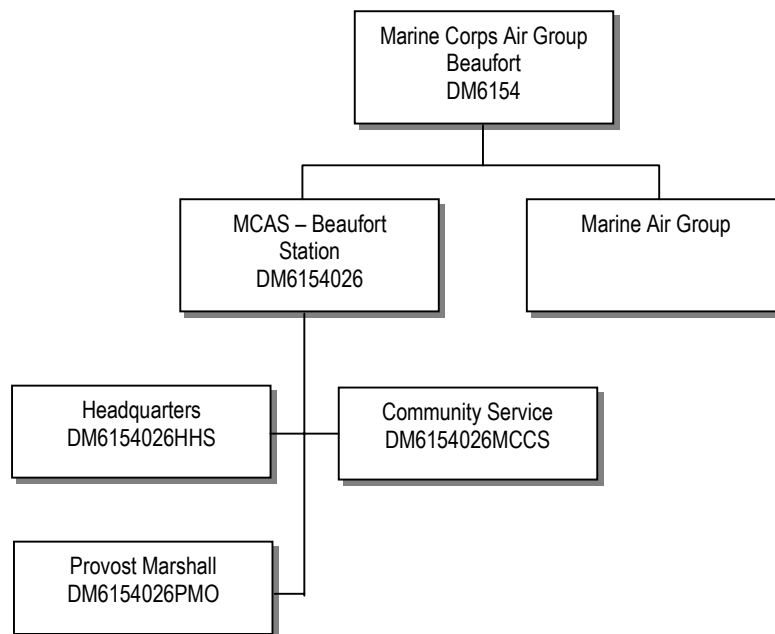 Marine Corps Air Group
Beaufort
DM6154
MCAS – Beaufort
Station
DM6154026
Marine Air Group
Headquarters
DM6154026HHS
Community Service
DM6154026MCCS
Provost Marshall
DM6154026PMO